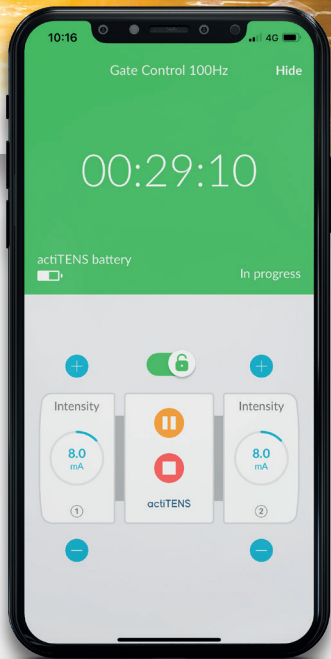 10:16
4G
Gate Control 100Hz
Hide
00:29:10
actiTENS battery
In progress
+
+
Intensity
Intensity
8.0
mA
8.0
mA
actiTENS
1
2
−
−